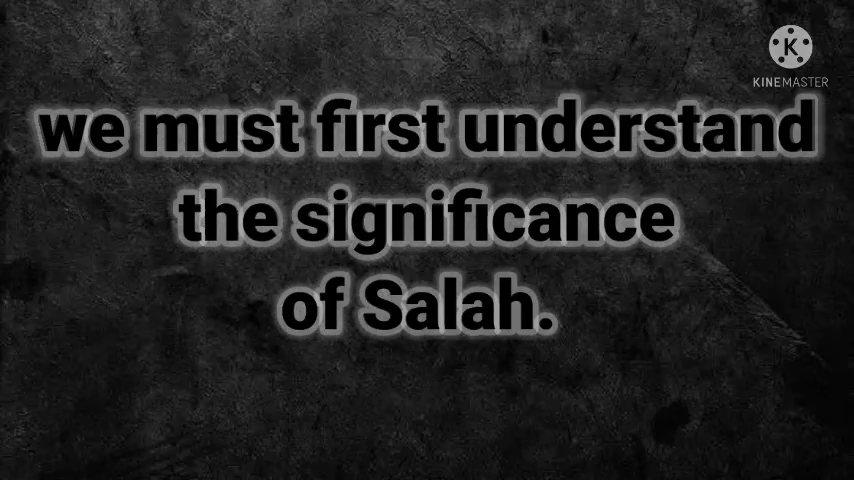 K
KINEMASTER
we must first understand
the significance
of Salah.